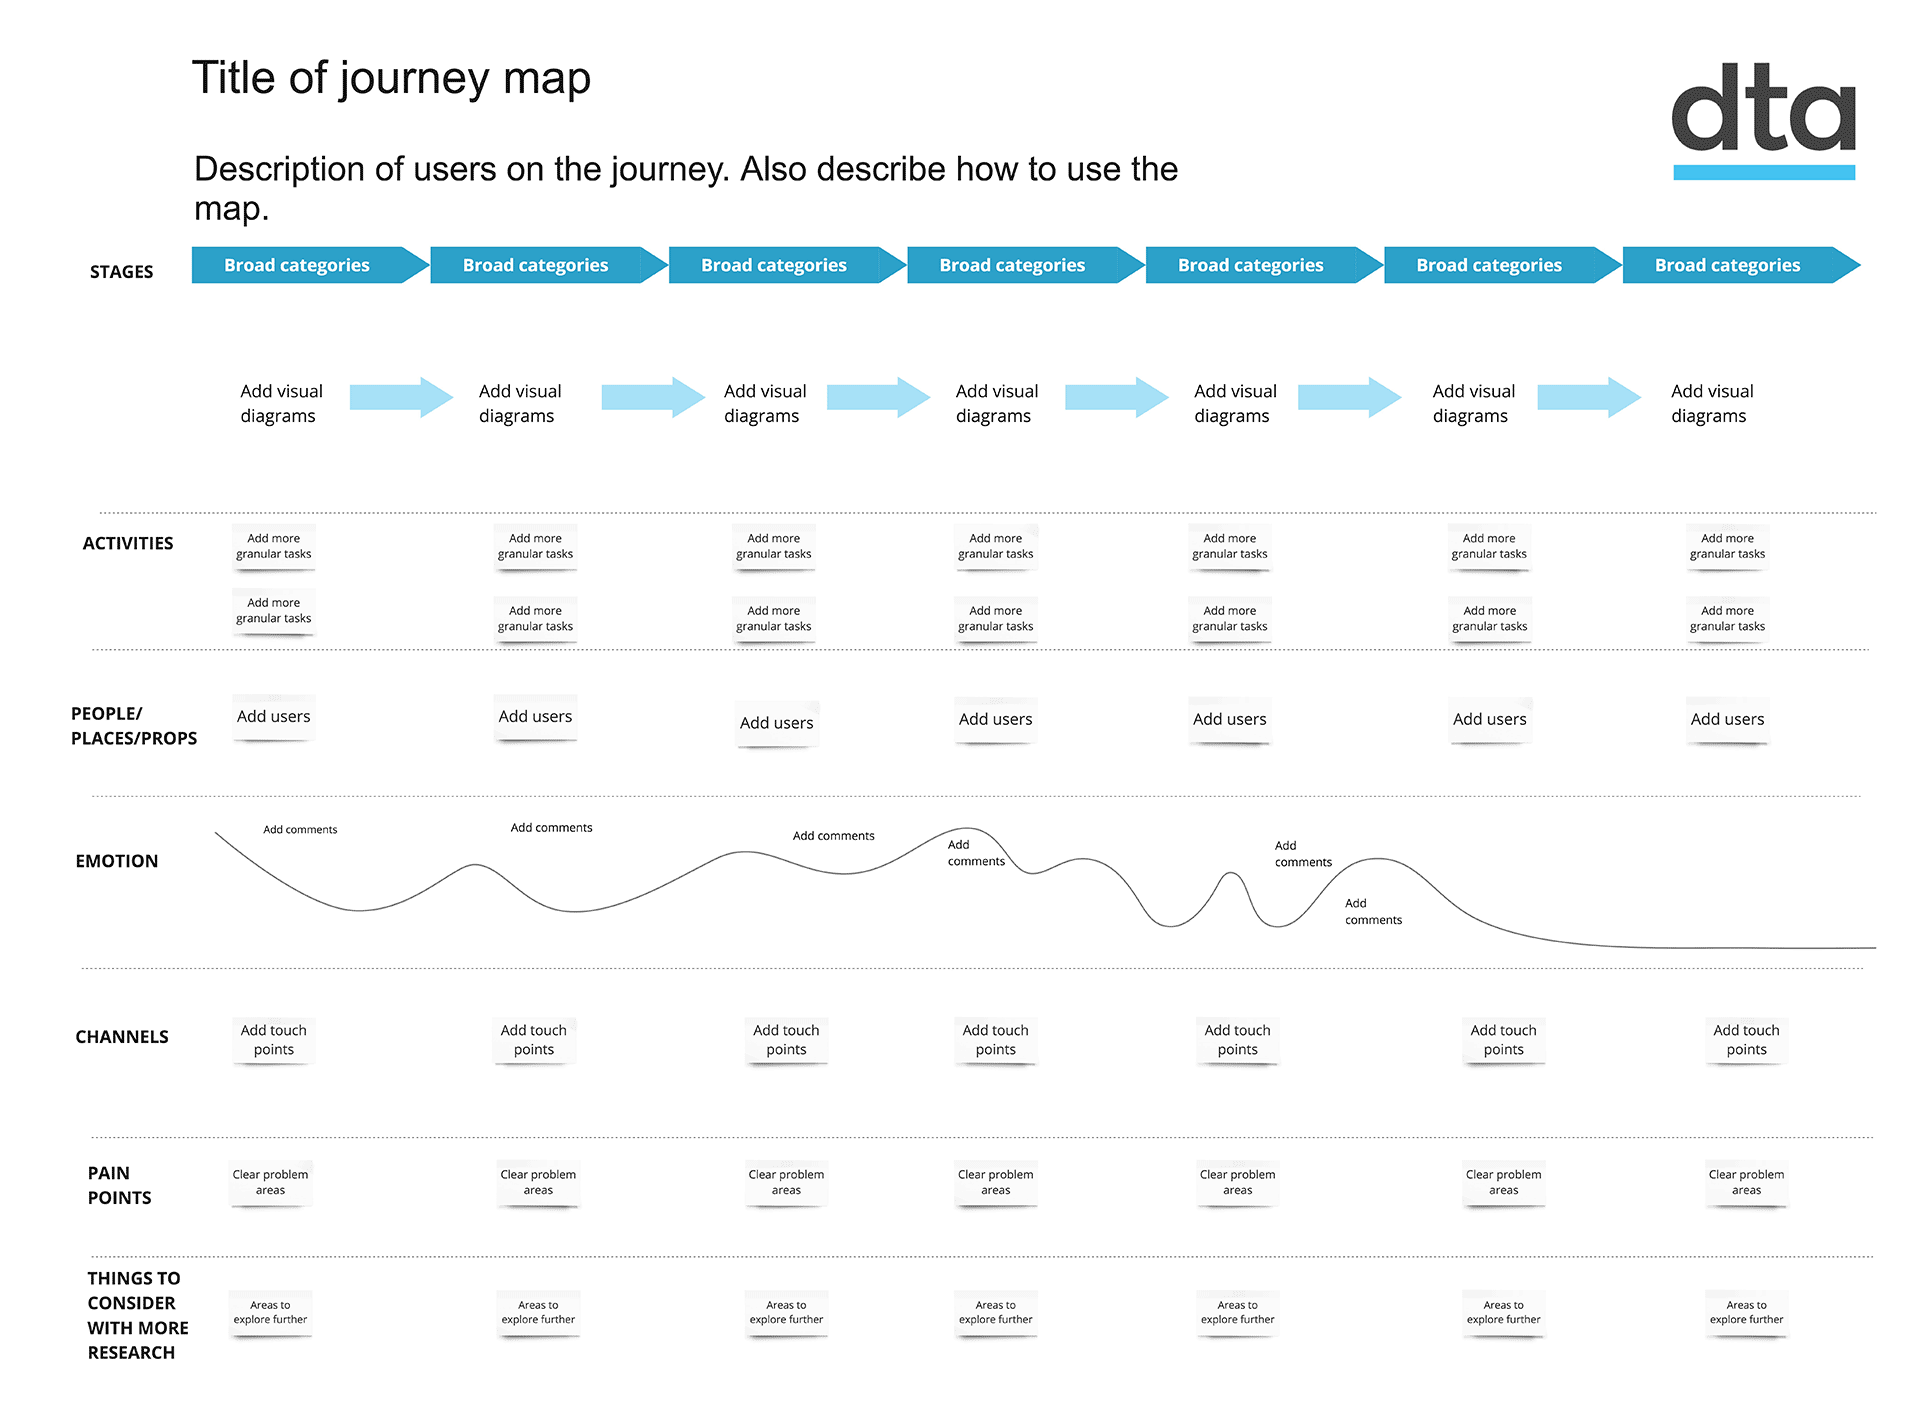 Title of journey map
dta
Description of users on the journey. Also describe how to use the
map.
STAGES
Broad categories
Broad categories
Broad categories
Broad categories
Broad categories
Broad categories
Broad categories
Add visual
diagrams
Add visual
diagrams
Add visual
diagrams
Add visual
diagrams
Add visual
diagrams
Add visual
diagrams
Add visual
diagrams
ACTIVITIES
Add more
granular tasks
Add more
granular tasks
Add more
granular tasks
Add more
granular tasks
Add more
granular tasks
Add more
granular tasks
Add more
granular tasks
Add more
granular tasks
Add more
granular tasks
Add more
granular tasks
Add more
granular tasks
Add more
granular tasks
Add more
granular tasks
Add more
granular tasks
PEOPLE/
PLACES/PROPS
Add users
Add users
Add users
Add users
Add users
Add users
Add users
EMOTION
Add comments
Add comments
Add comments
Add
comments
Add
comments
Add
comments
CHANNELS
Add touch
points
Add touch
points
Add touch
points
Add touch
points
Add touch
points
Add touch
points
Add touch
points
PAIN
POINTS
Clear problem
areas
Clear problem
areas
Clear problem
areas
Clear problem
areas
Clear problem
areas
Clear problem
areas
Clear problem
areas
THINGS TO
CONSIDER
WITH MORE
RESEARCH
Areas to
explore further
Areas to
explore further
Areas to
explore further
Areas to
explore further
Areas to
explore further
Areas to
explore further
Areas to
explore further